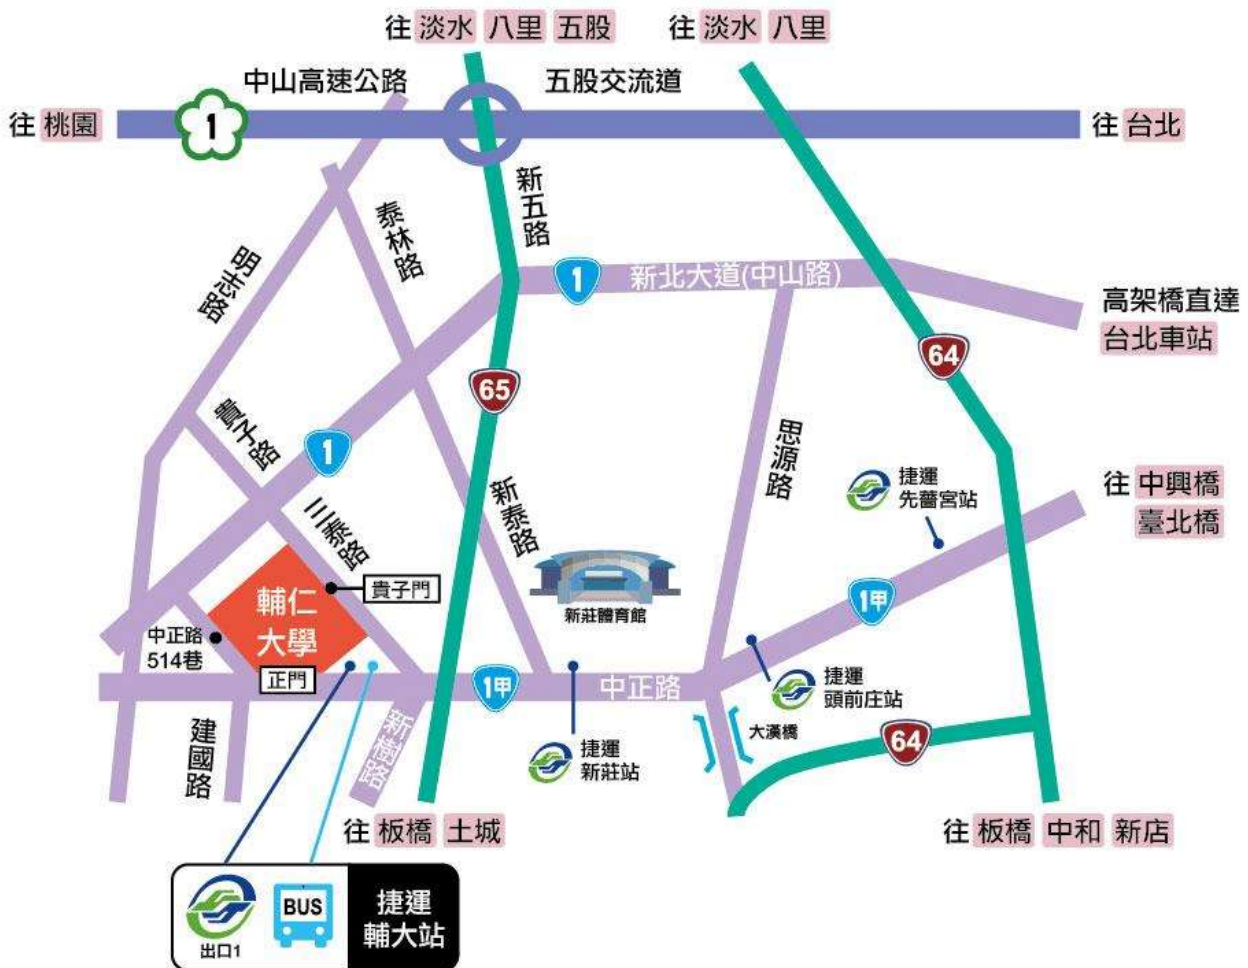 往 淡水 八里 五股
往 淡水 八里
中山高速公路
五股交流道
往 桃園
1
往 台北
新五路
泰林路
明志路
1
新北大道(中山路)
高架橋直達
台北車站
64
65
貴子路
1
思源路
捷運
先嗇宮站
往 中興橋
臺北橋
新泰路
三泰路
貴子門
輔仁
大學
新莊體育館
1甲
中正路
514巷
正門
1甲
中正路
捷運
頭前庄站
大漢橋
64
建國路
新樹路
捷運
新莊站
往 板橋 土城
往 板橋 中和 新店
BUS
出口1
捷運
輔大站